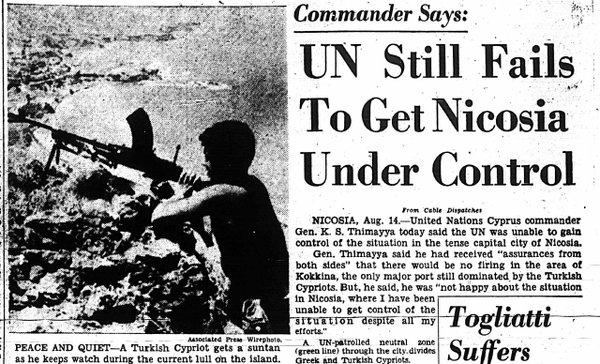 Commander Says:
UN Still Fails
To Get Nicosia
Under Control
From Cable Dispatches
NICOSIA, Aug. 14.—United Nations Cyprus commander
Gen. K. S. Thimayya today said the UN was unable to gain
control of the situation in the tense capital city of Nicosia.
Gen. Thimayya said he had received "assurances from
both sides" that there would be no firing in the area of
Kokkina, the only major port still dominated by the Turkish
Cypriots. But, he said, he was "not happy about the situation
in Nicosia, where I have been
unable to get control of the
situation despite all my
efforts."
A UN-patrolled neutral zone
(green line) through the city divides
Greek and Turkish Cypriots.
Togliatti
Suffers
Associated Press Wirephoto.
PEACE AND QUIET—A Turkish Cypriot gets a suntan
as he keeps watch during the current lull on the island.